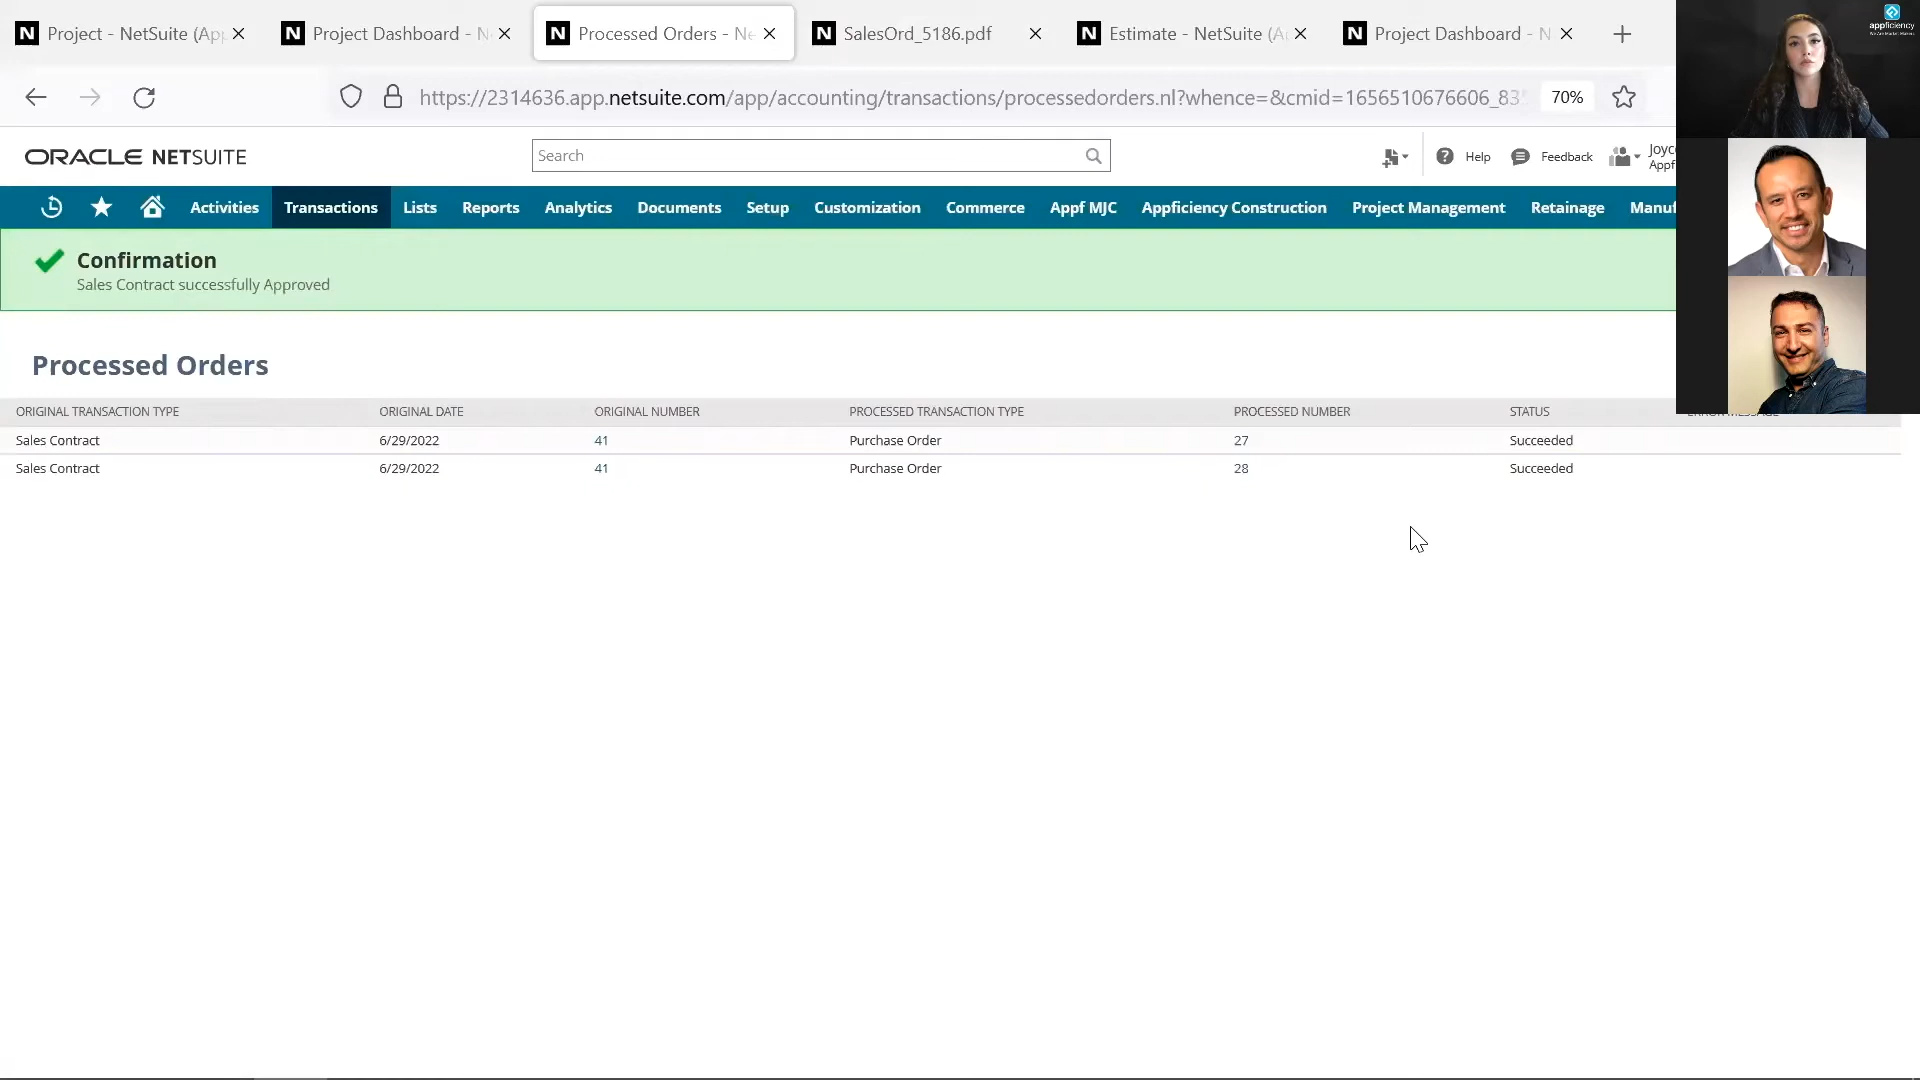 Project - NetSuite (App
Project Dashboard - N
Processed Orders - Ne
SalesOrd_5186.pdf
Estimate - NetSuite (A
Project Dashboard - N
appficiency
https://2314636.app.netsuite.com/app/accounting/transactions/processedorders.nl?whence=&cmid=1656510676606_83
70%
ORACLE NETSUITE
Search
Help
Feedback
Joyc
Appf
Activities
Transactions
Lists
Reports
Analytics
Documents
Setup
Customization
Commerce
Appf MJC
Appficiency Construction
Project Management
Retainage
Manuf
Confirmation
Sales Contract successfully Approved
Processed Orders
ORIGINAL TRANSACTION TYPE ORIGINAL DATE ORIGINAL NUMBER PROCESSED TRANSACTION TYPE PROCESSED NUMBER STATUS
Sales Contract 6/29/2022 41 Purchase Order 27 Succeeded
Sales Contract 6/29/2022 41 Purchase Order 28 Succeeded